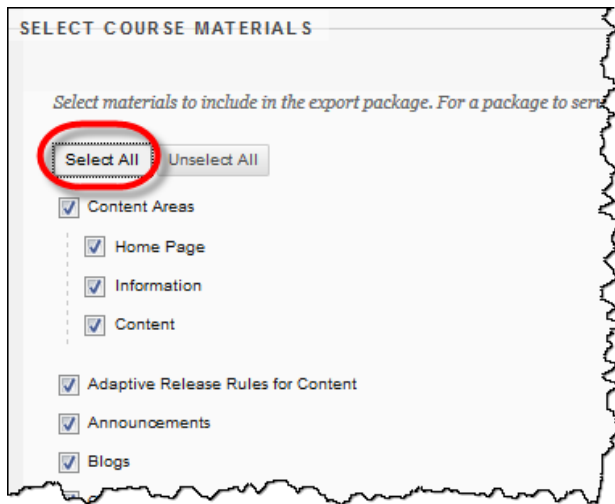 SELECT COURSE MATERIALS
Select materials to include in the export package. For a package to serv
Select All Unselect All
Content Areas
Home Page
Information
Content
Adaptive Release Rules for Content
Announcements
Blogs